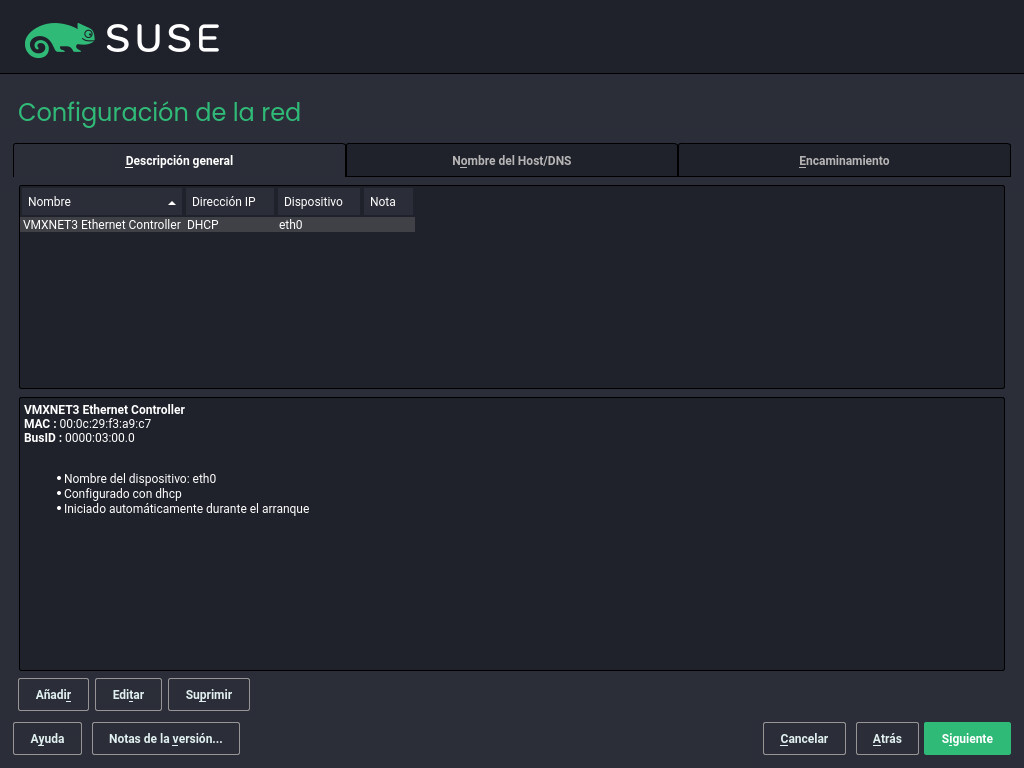 SUSE
Configuración de la red
Descripción general Nombre del Host/DNS Encaminamiento
Nombre Dirección IP Dispositivo Nota
VMXNET3 Ethernet Controller DHCP eth0
VMXNET3 Ethernet Controller
MAC : 00:0c:29:f3:a9:c7
BusID : 0000:03:00.0
• Nombre del dispositivo: eth0
• Configurado con dhcp
• Iniciado automáticamente durante el arranque
Añadir Editar Suprimir
Ayuda Notas de la versión... Cancelar Atrás Siguiente